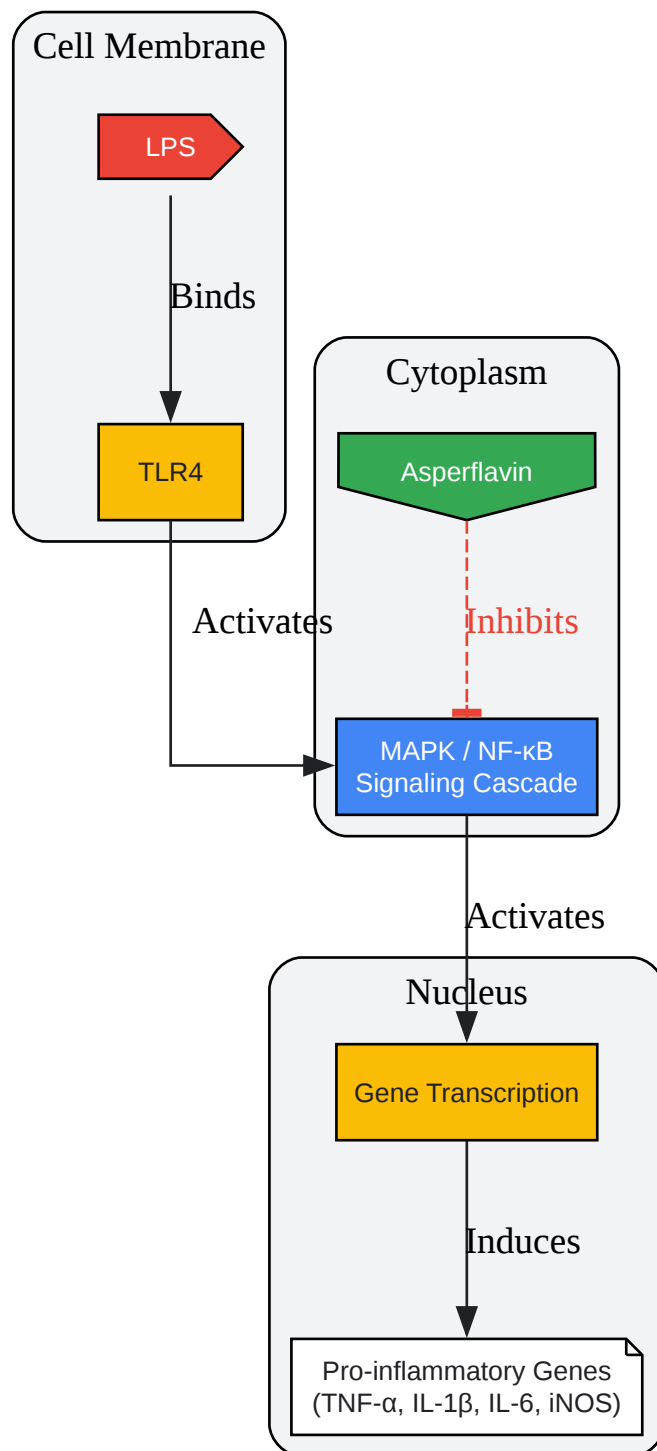 Cell Membrane
LPS
Binds
TLR4
Activates
Cytoplasm
Asperflavin
Inhibits
MAPK / NF-κB
Signaling Cascade
Activates
Nucleus
Gene Transcription
Induces
Pro-inflammatory Genes
(TNF-α, IL-1β, IL-6, iNOS)